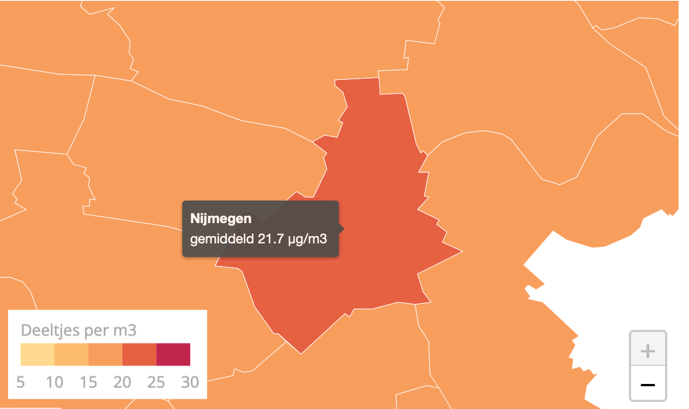 Nijmegen
gemiddeld 21.7 µg/m3
Deeltjes per m3
5 10 15 20 25 30
+
−